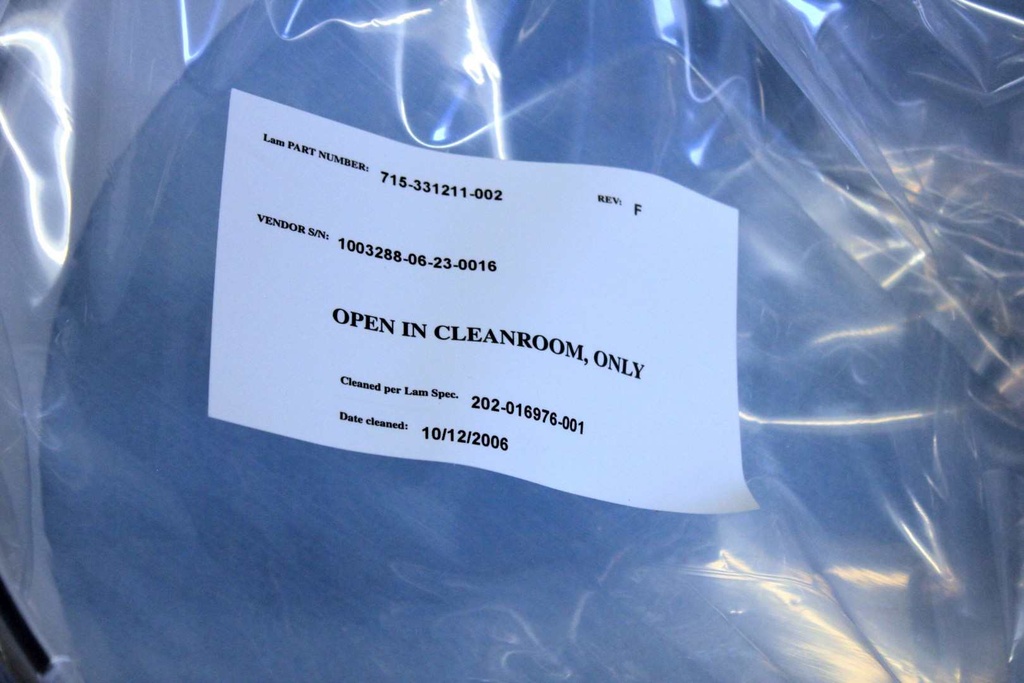 Lam PART NUMBER: 715-331211-002 REV: F
VENDOR S/N: 1003288-06-23-0016
OPEN IN CLEANROOM, ONLY
Cleaned per Lam Spec. 202-016976-001
Date cleaned: 10/12/2006